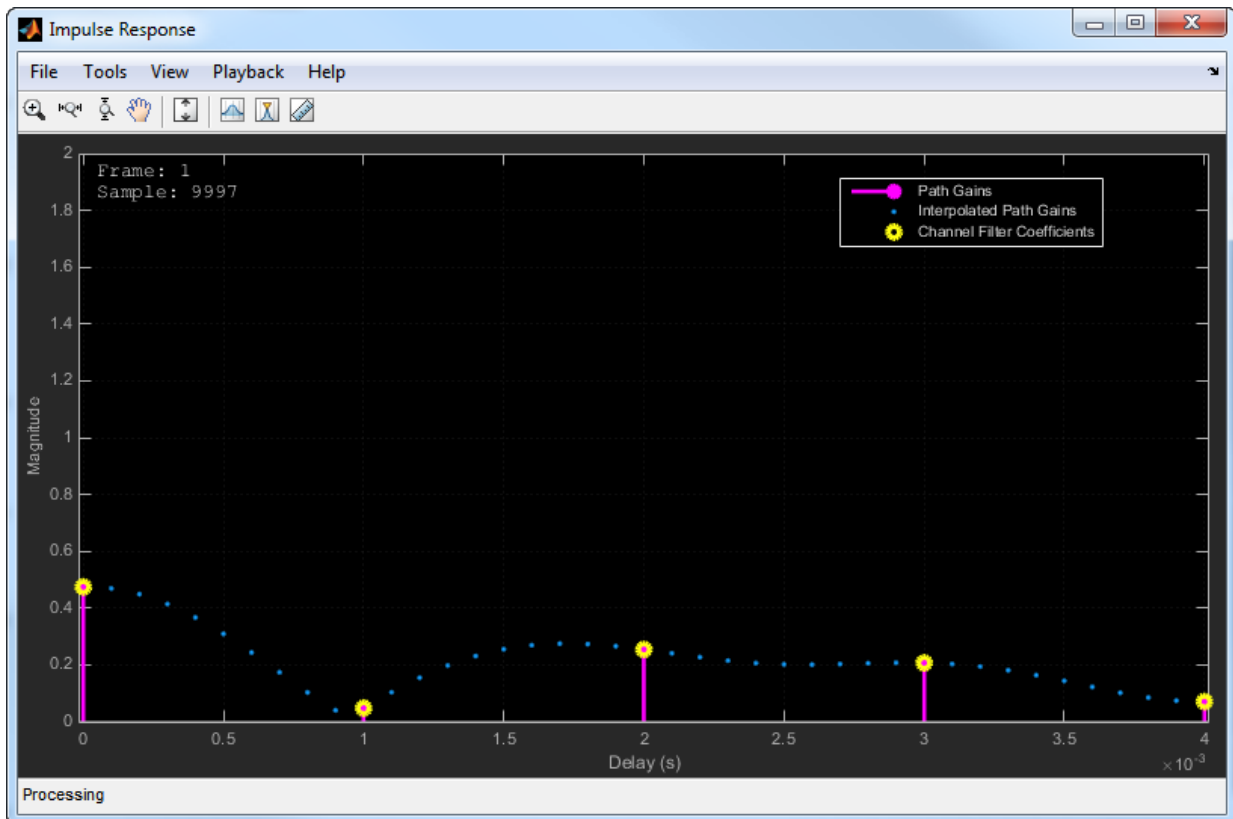 Impulse Response
File Tools View Playback Help
Frame: 1
Sample: 9997
Path Gains
Interpolated Path Gains
Channel Filter Coefficients
2
1.8
1.6
1.4
1.2
1
0.8
0.6
0.4
0.2
0
Magnitude
0 0.5 1 1.5 2 2.5 3 3.5 4
Delay (s)
×10-3
Processing